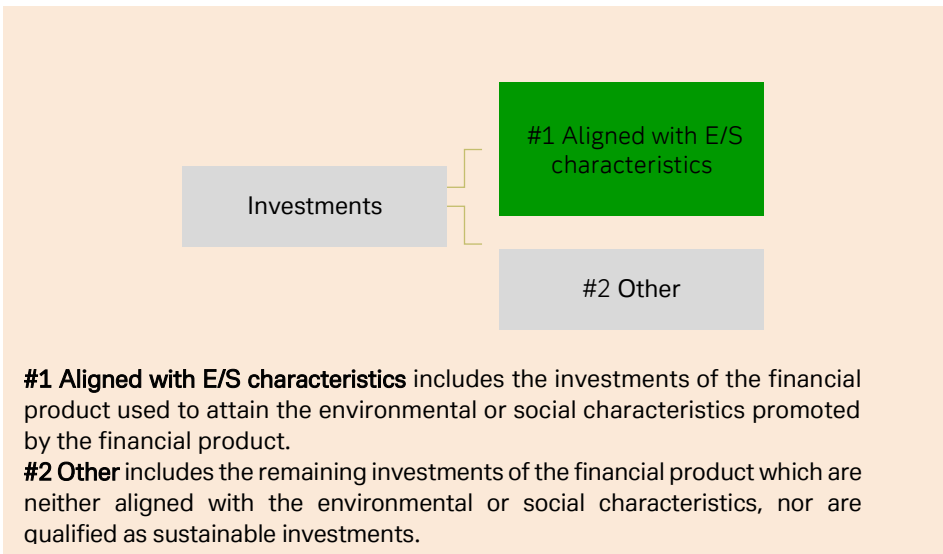 #1 Aligned with E/S
characteristics
Investments
#2 Other
#1 Aligned with E/S characteristics includes the investments of the financial
product used to attain the environmental or social characteristics promoted
by the financial product.
#2 Other includes the remaining investments of the financial product which are
neither aligned with the environmental or social characteristics, nor are
qualified as sustainable investments.